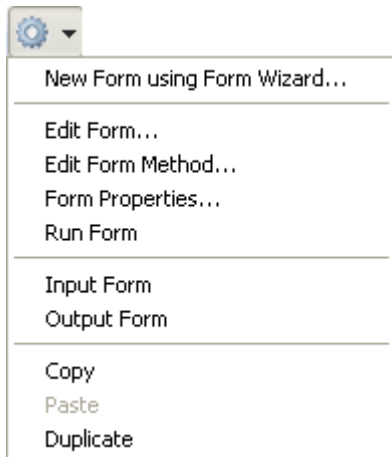 New Form using Form Wizard...
Edit Form...
Edit Form Method...
Form Properties...
Run Form
Input Form
Output Form
Copy
Paste
Duplicate